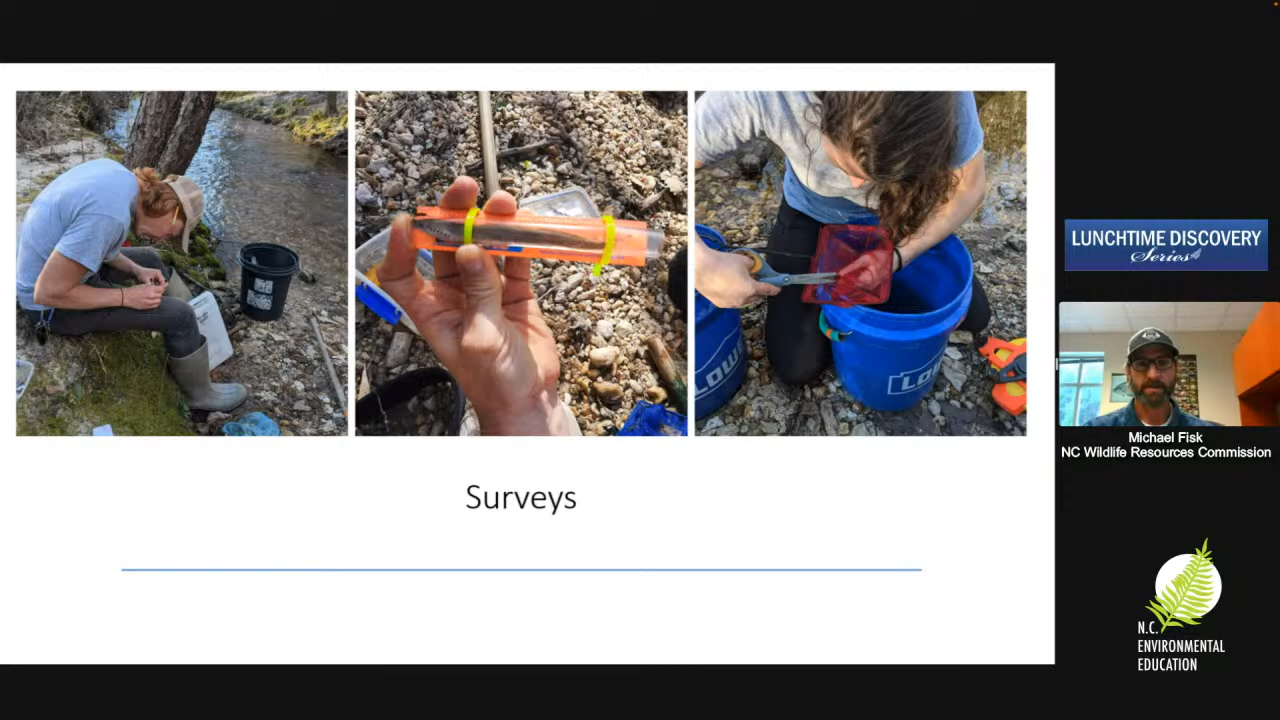 LOW
LOW
Surveys
LUNCHTIME DISCOVERY
Series
Michael Fisk
NC Wildlife Resources Commission
N.C.
ENVIRONMENTAL
EDUCATION